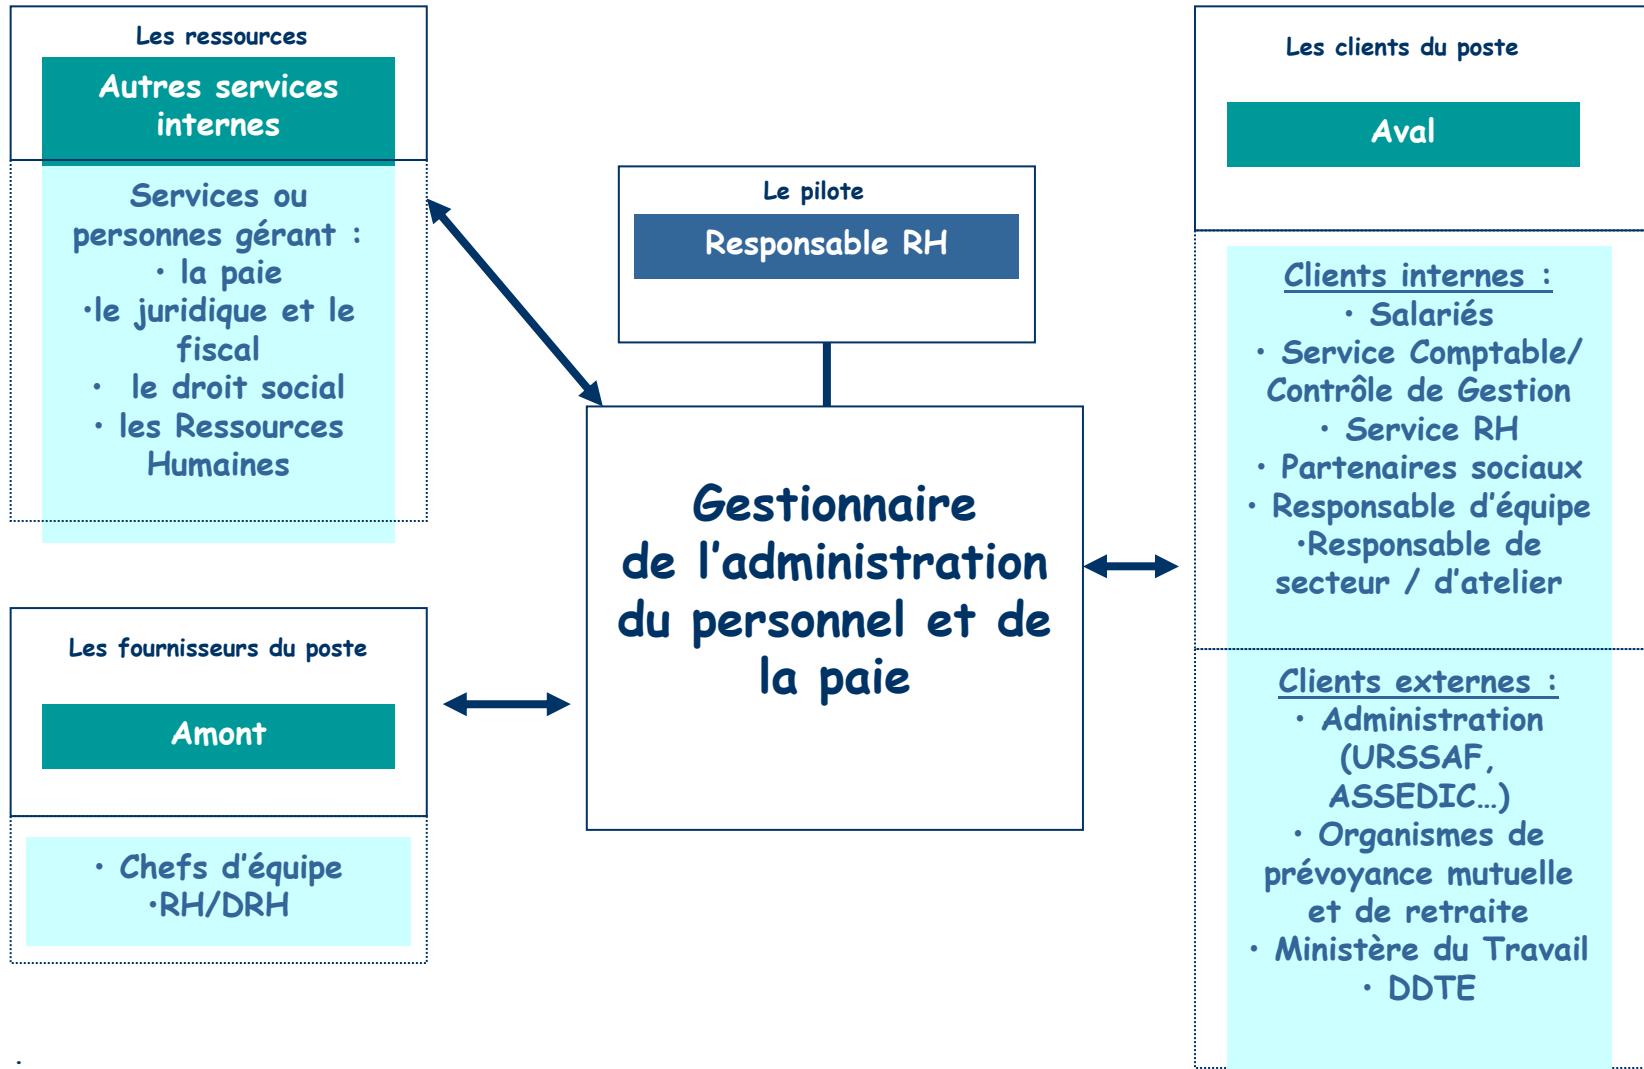 Les ressources
Autres services
internes
Services ou
personnes gérant :
• la paie
•le juridique et le
fiscal
• le droit social
• les Ressources
Humaines
Les fournisseurs du poste
Amont
• Chefs d'équipe
•RH/DRH
Le pilote
Responsable RH
Gestionnaire
de l'administration
du personnel et de
la paie
Les clients du poste
Aval
Clients internes :
• Salariés
• Service Comptable/
Contrôle de Gestion
• Service RH
• Partenaires sociaux
• Responsable d'équipe
•Responsable de
secteur / d'atelier
Clients externes :
• Administration
(URSSAF,
ASSEDIC…)
• Organismes de
prévoyance mutuelle
et de retraite
• Ministère du Travail
• DDTE
.